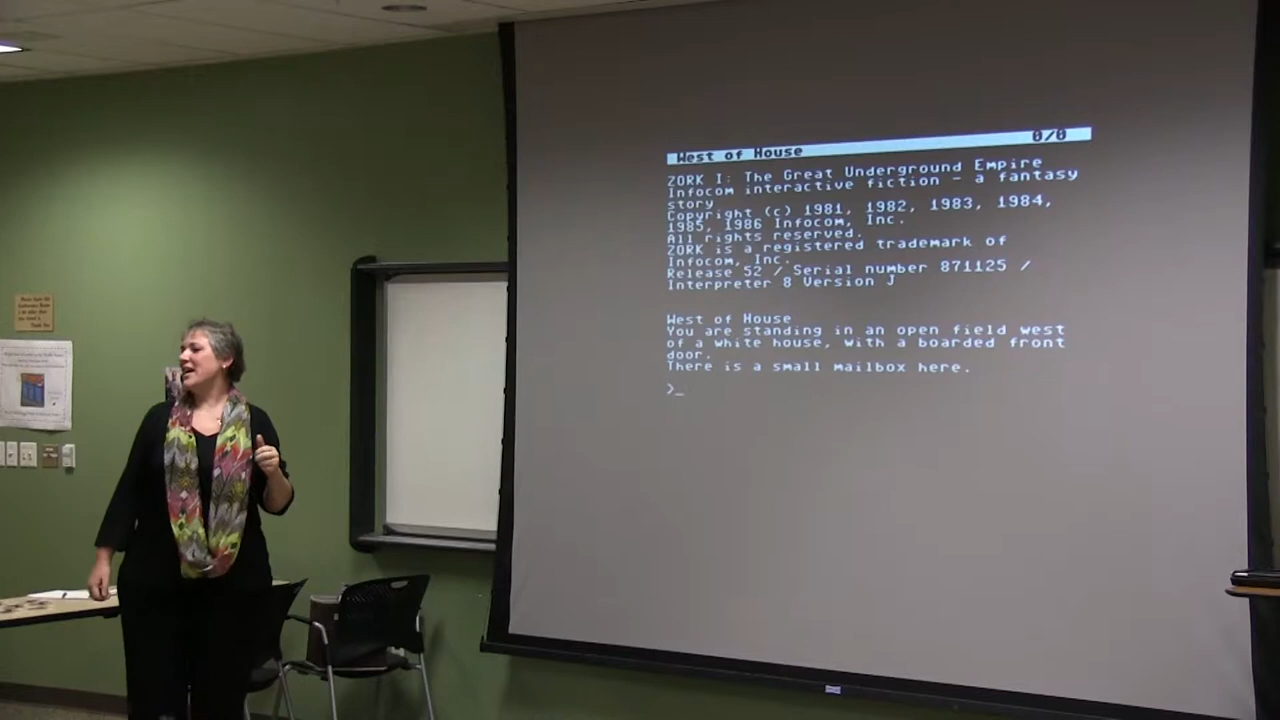 West of House 0/0
ZORK I: The Great Underground Empire
Infocom interactive fiction - a fantasy
story
Copyright (c) 1981, 1982, 1983, 1984,
1985, 1986 Infocom, Inc.
All rights reserved.
ZORK is a registered trademark of
Infocom, Inc.
Release 52 / Serial number 871125 /
Interpreter 8 Version J
West of House
You are standing in an open field west
of a white house, with a boarded front
door.
There is a small mailbox here.
>_